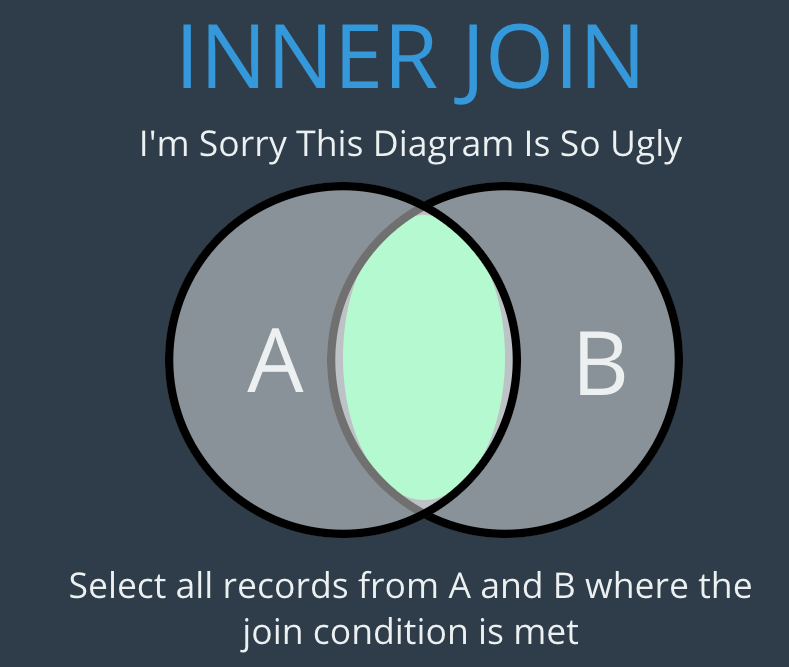 INNER JOIN
I'm Sorry This Diagram Is So Ugly
A
B
Select all records from A and B where the
join condition is met